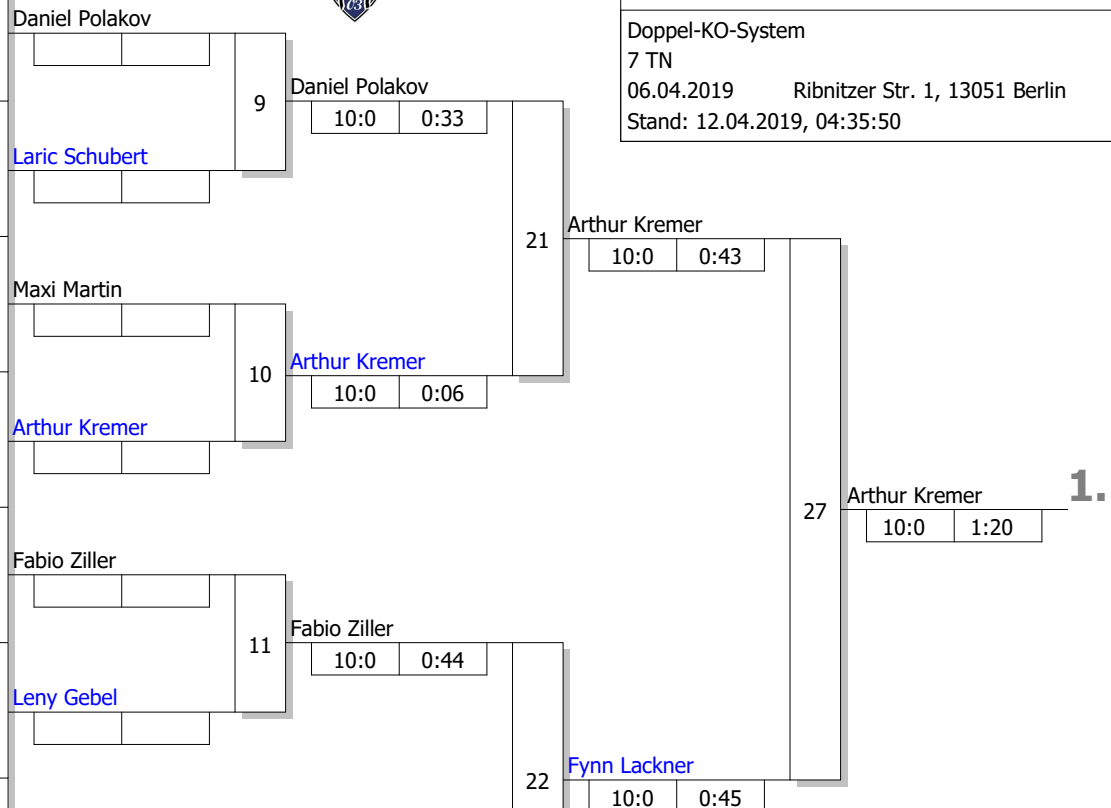 Daniel Polakov
03
Doppel-KO-System
7 TN
06.04.2019 Ribnitzer Str. 1, 13051 Berlin
Stand: 12.04.2019, 04:35:50
9
Daniel Polakov
10:0 0:33
Laric Schubert
21
Arthur Kremer
10:0 0:43
Maxi Martin
10
Arthur Kremer
10:0 0:06
Arthur Kremer
27
Arthur Kremer
10:0 1:20
1.
Fabio Ziller
11
Fabio Ziller
10:0 0:44
Leny Gebel
22
Fynn Lackner
10:0 0:45